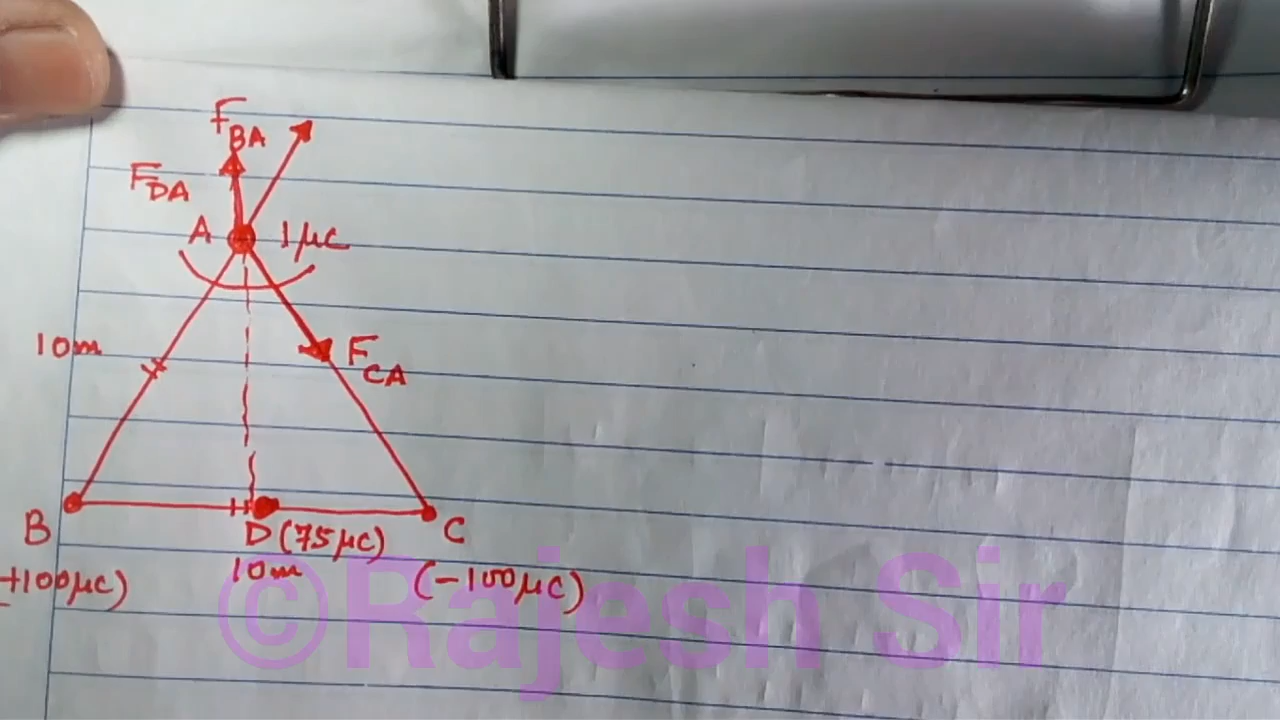 F_BA
F_DA
A 1μC
10m
F_CA
B D (75μC) C
10m
+100μC) (-100μC)
©Rajesh Sir